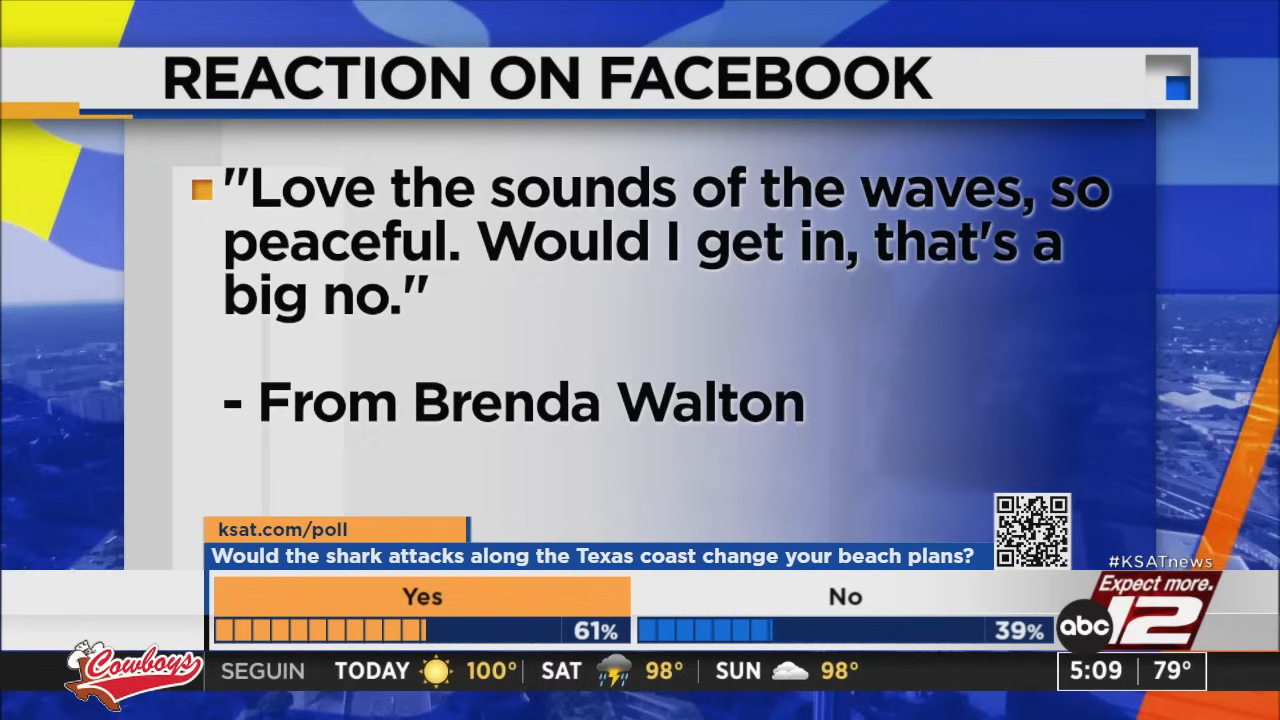 REACTION ON FACEBOOK
"Love the sounds of the waves, so
peaceful. Would I get in, that's a
big no."
- From Brenda Walton
ksat.com/poll
Would the shark attacks along the Texas coast change your beach plans?
#KSATnews
Yes
No
Expect more.
61%
39%
abc
12
Cowboys
SEGUIN
TODAY 100°
SAT 98°
SUN 98°
5:09
79°